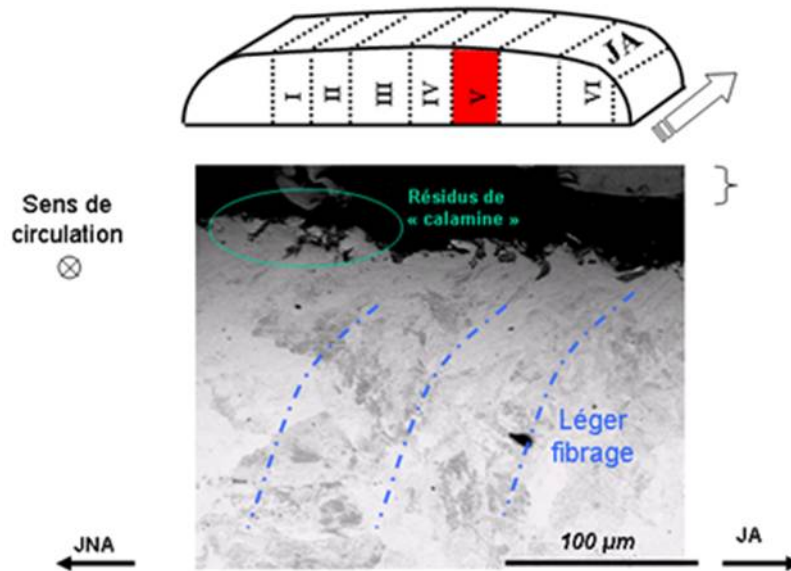 I
II
III
IV
V
VI
JA
Sens de
circulation
Résidus de
« calamine »
Léger
fibrage
JNA
100 µm
JA